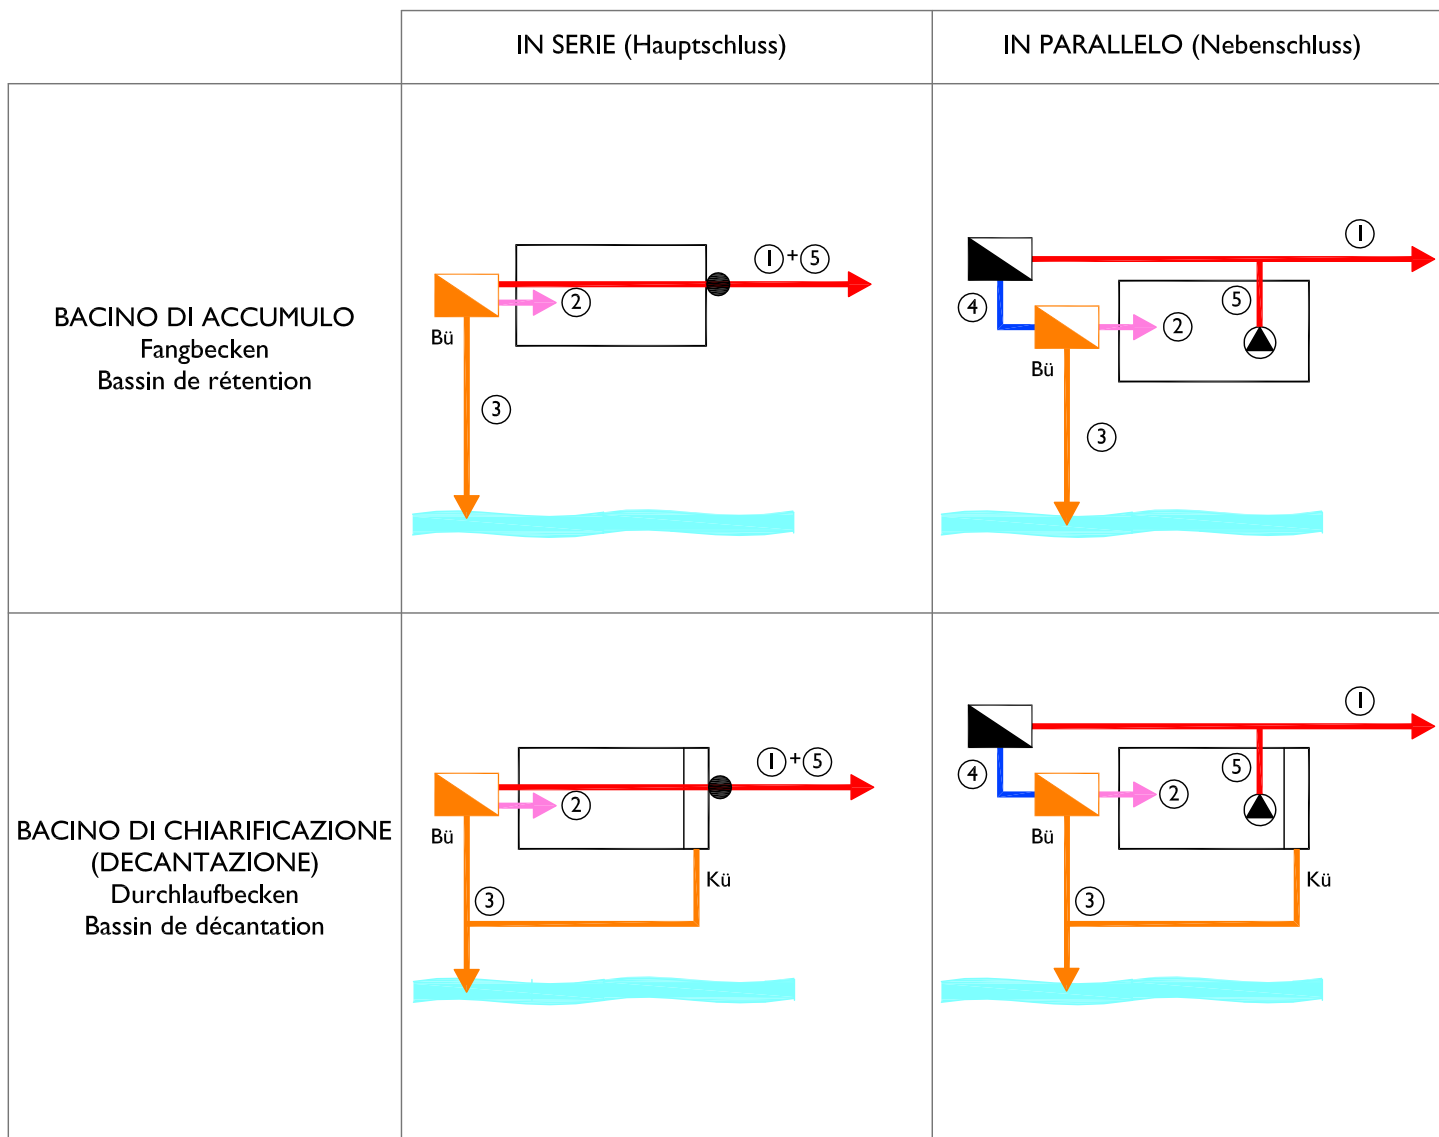 IN SERIE (Hauptschluss)
IN PARALLELO (Nebenschluss)
BACINO DI ACCUMULO
Fangbecken
Bassin de rétention
1 + 5
2
Bü
3
1
4
5
2
Bü
3
BACINO DI CHIARIFICAZIONE
(DECANTAZIONE)
Durchlaufbecken
Bassin de décantation
1 + 5
2
Bü
Kü
3
1
4
5
2
Bü
Kü
3